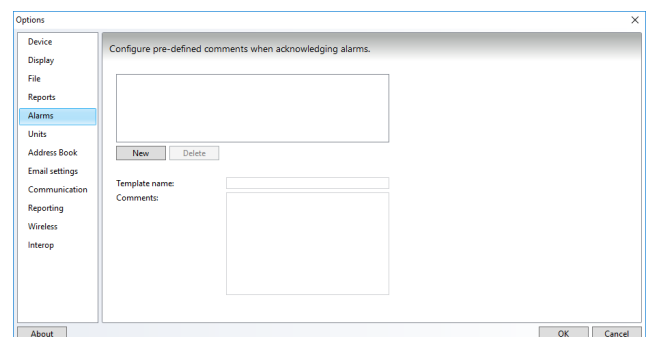 Options
Device
Display
File
Reports
Alarms
Units
Address Book
Email settings
Communication
Reporting
Wireless
Interop
Configure pre-defined comments when acknowledging alarms.
New Delete
Template name:
Comments:
About OK Cancel